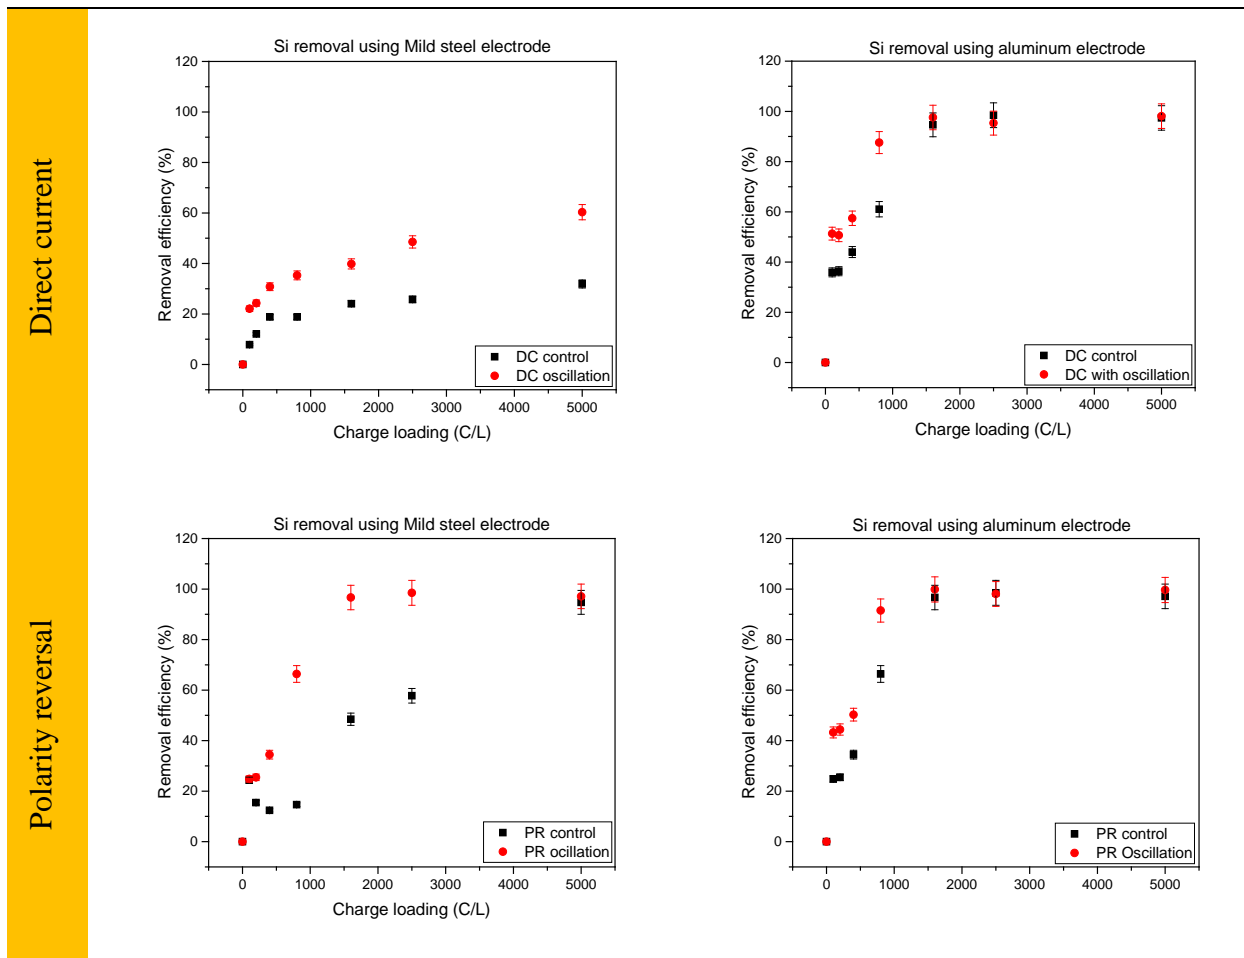 Direct current
Si removal using Mild steel electrode
120
100
80
60
40
20
0
Removal efficiency (%)
DC control
DC oscillation
0 1000 2000 3000 4000 5000
Charge loading (C/L)
Si removal using aluminum electrode
120
100
80
60
40
20
0
Removal efficiency (%)
DC control
DC with oscillation
0 1000 2000 3000 4000 5000
Charge loading (C/L)
Polarity reversal
Si removal using Mild steel electrode
120
100
80
60
40
20
0
Removal efficiency (%)
PR control
PR ocillation
0 1000 2000 3000 4000 5000
Charge loading (C/L)
Si removal using aluminum electrode
120
100
80
60
40
20
0
Removal efficiency (%)
PR control
PR Oscillation
0 1000 2000 3000 4000 5000